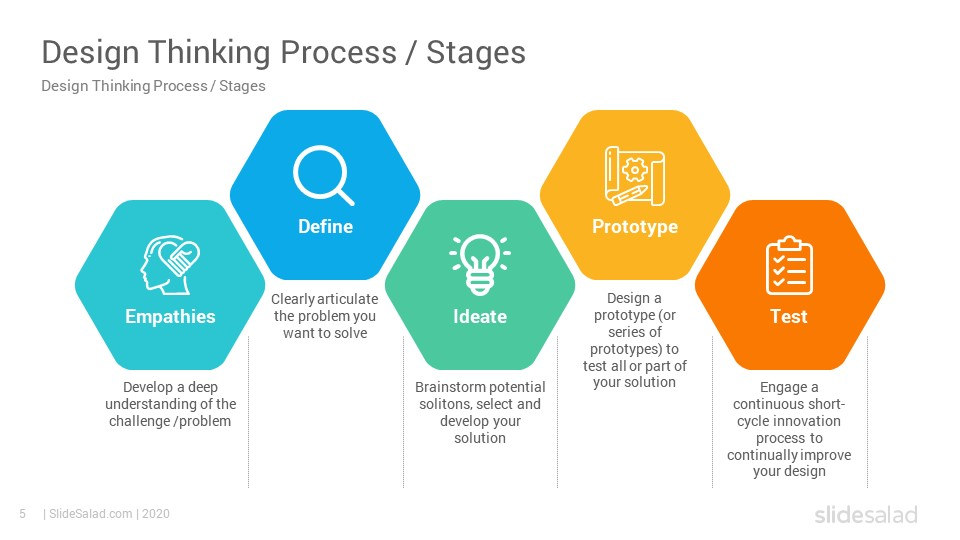 Design Thinking Process / Stages
Design Thinking Process / Stages
Empathies
Develop a deep
understanding of the
challenge /problem
Define
Clearly articulate
the problem you
want to solve
Ideate
Brainstorm potential
solitons, select and
develop your
solution
Prototype
Design a
prototype (or
series of
prototypes) to
test all or part of
your solution
Test
Engage a
continuous short-
cycle innovation
process to
continually improve
your design
5 | SlideSalad.com | 2020
slidesalad